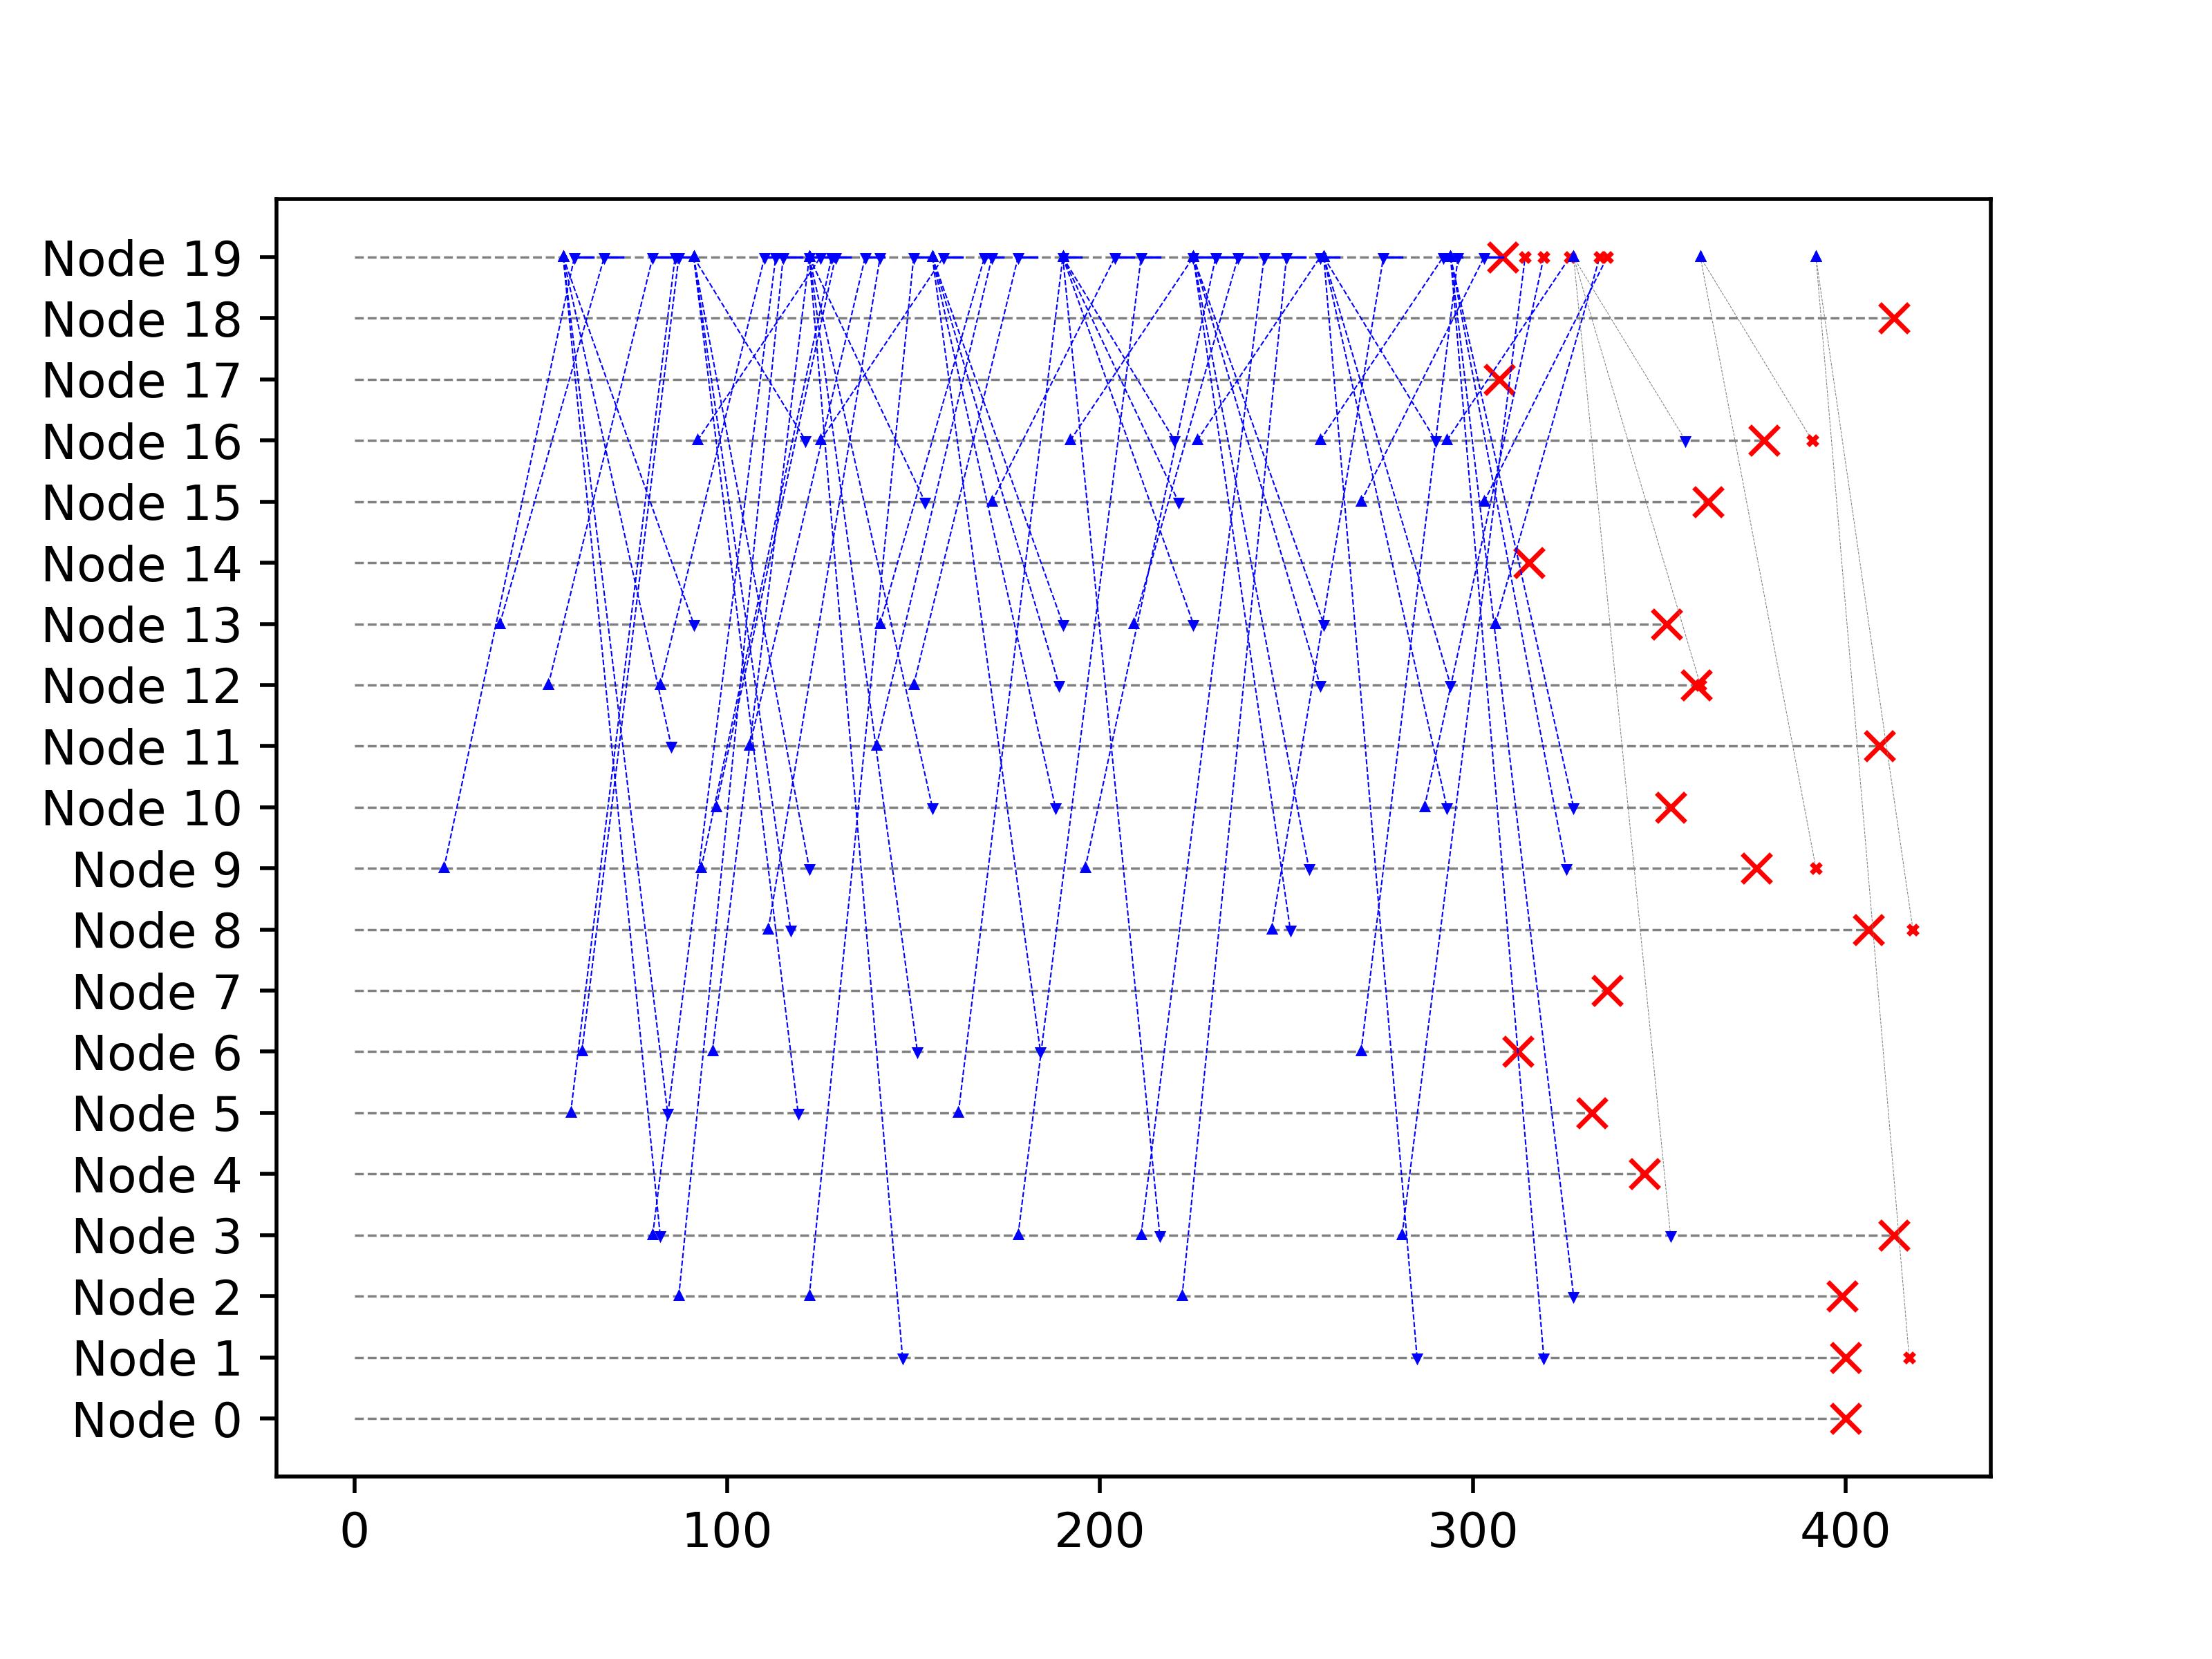 Node 19
Node 18
Node 17
Node 16
Node 15
Node 14
Node 13
Node 12
Node 11
Node 10
Node 9
Node 8
Node 7
Node 6
Node 5
Node 4
Node 3
Node 2
Node 1
Node 0
0 100 200 300 400